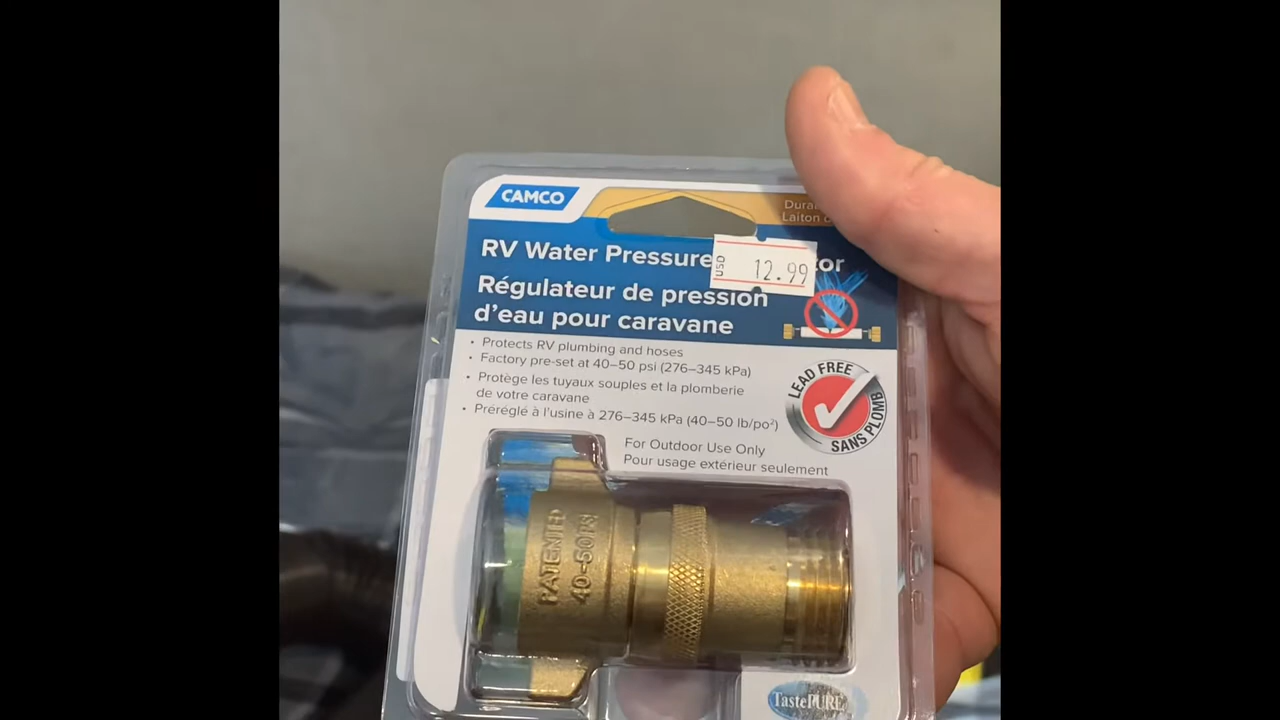 CAMCO
Laiton
RV Water Pressure
USD 12.99
Régulateur de pression
d'eau pour caravane
• Protects RV plumbing and hoses
• Factory pre-set at 40–50 psi (276–345 kPa)
• Protège les tuyaux souples et la plomberie
de votre caravane
• Préréglé à l'usine à 276–345 kPa (40–50 lb/po²)
LEAD FREE
SANS PLOMB
For Outdoor Use Only
Pour usage extérieur seulement
PATENTED
40-50PSI
TastePURE